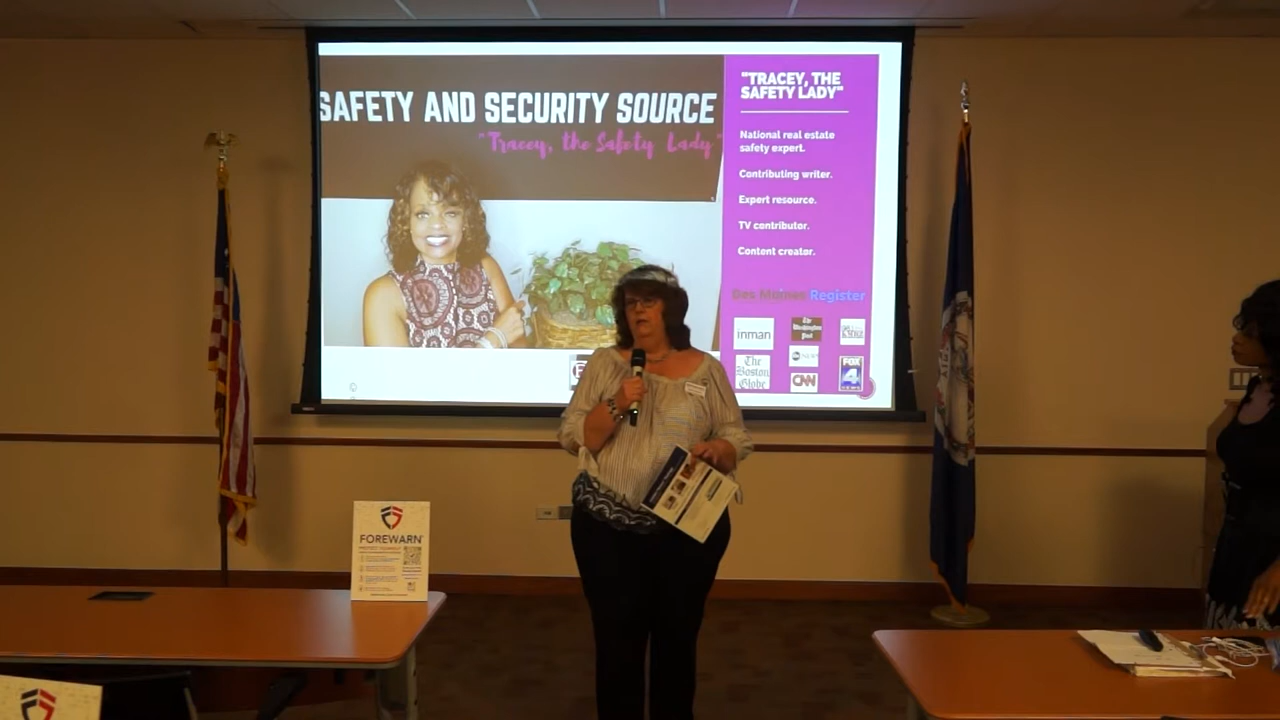 SAFETY AND SECURITY SOURCE
"Tracey, the Safety Lady"
"TRACEY, THE
SAFETY LADY"
National real estate
safety expert.
Contributing writer.
Expert resource.
TV contributor.
Content creator.
Des Moines Register
inman
The
Washington
Post
The
Boston
Globe
abc NEWS
CNN
FOX
4
FOREWARN